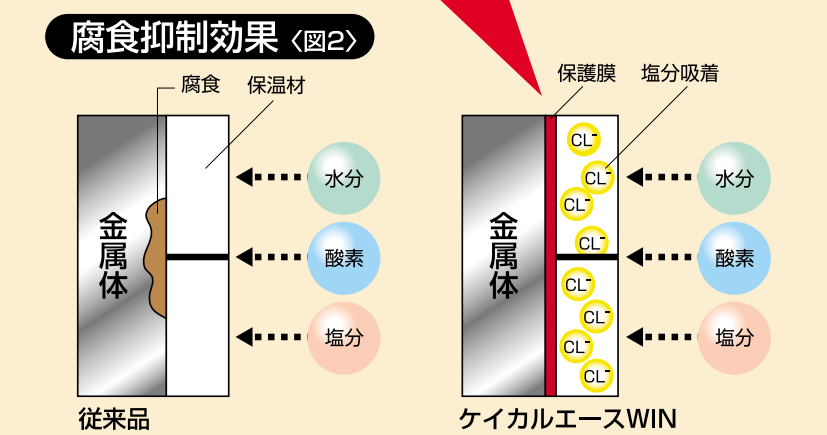 腐食抑制効果〈図2〉
腐食
保温材
金属体
水分
酸素
塩分
従来品
保護膜
塩分吸着
金属体
CL⁻
CL⁻
CL⁻
CL⁻
CL⁻
CL⁻
CL⁻
CL⁻
水分
酸素
塩分
ケイカルエースWIN